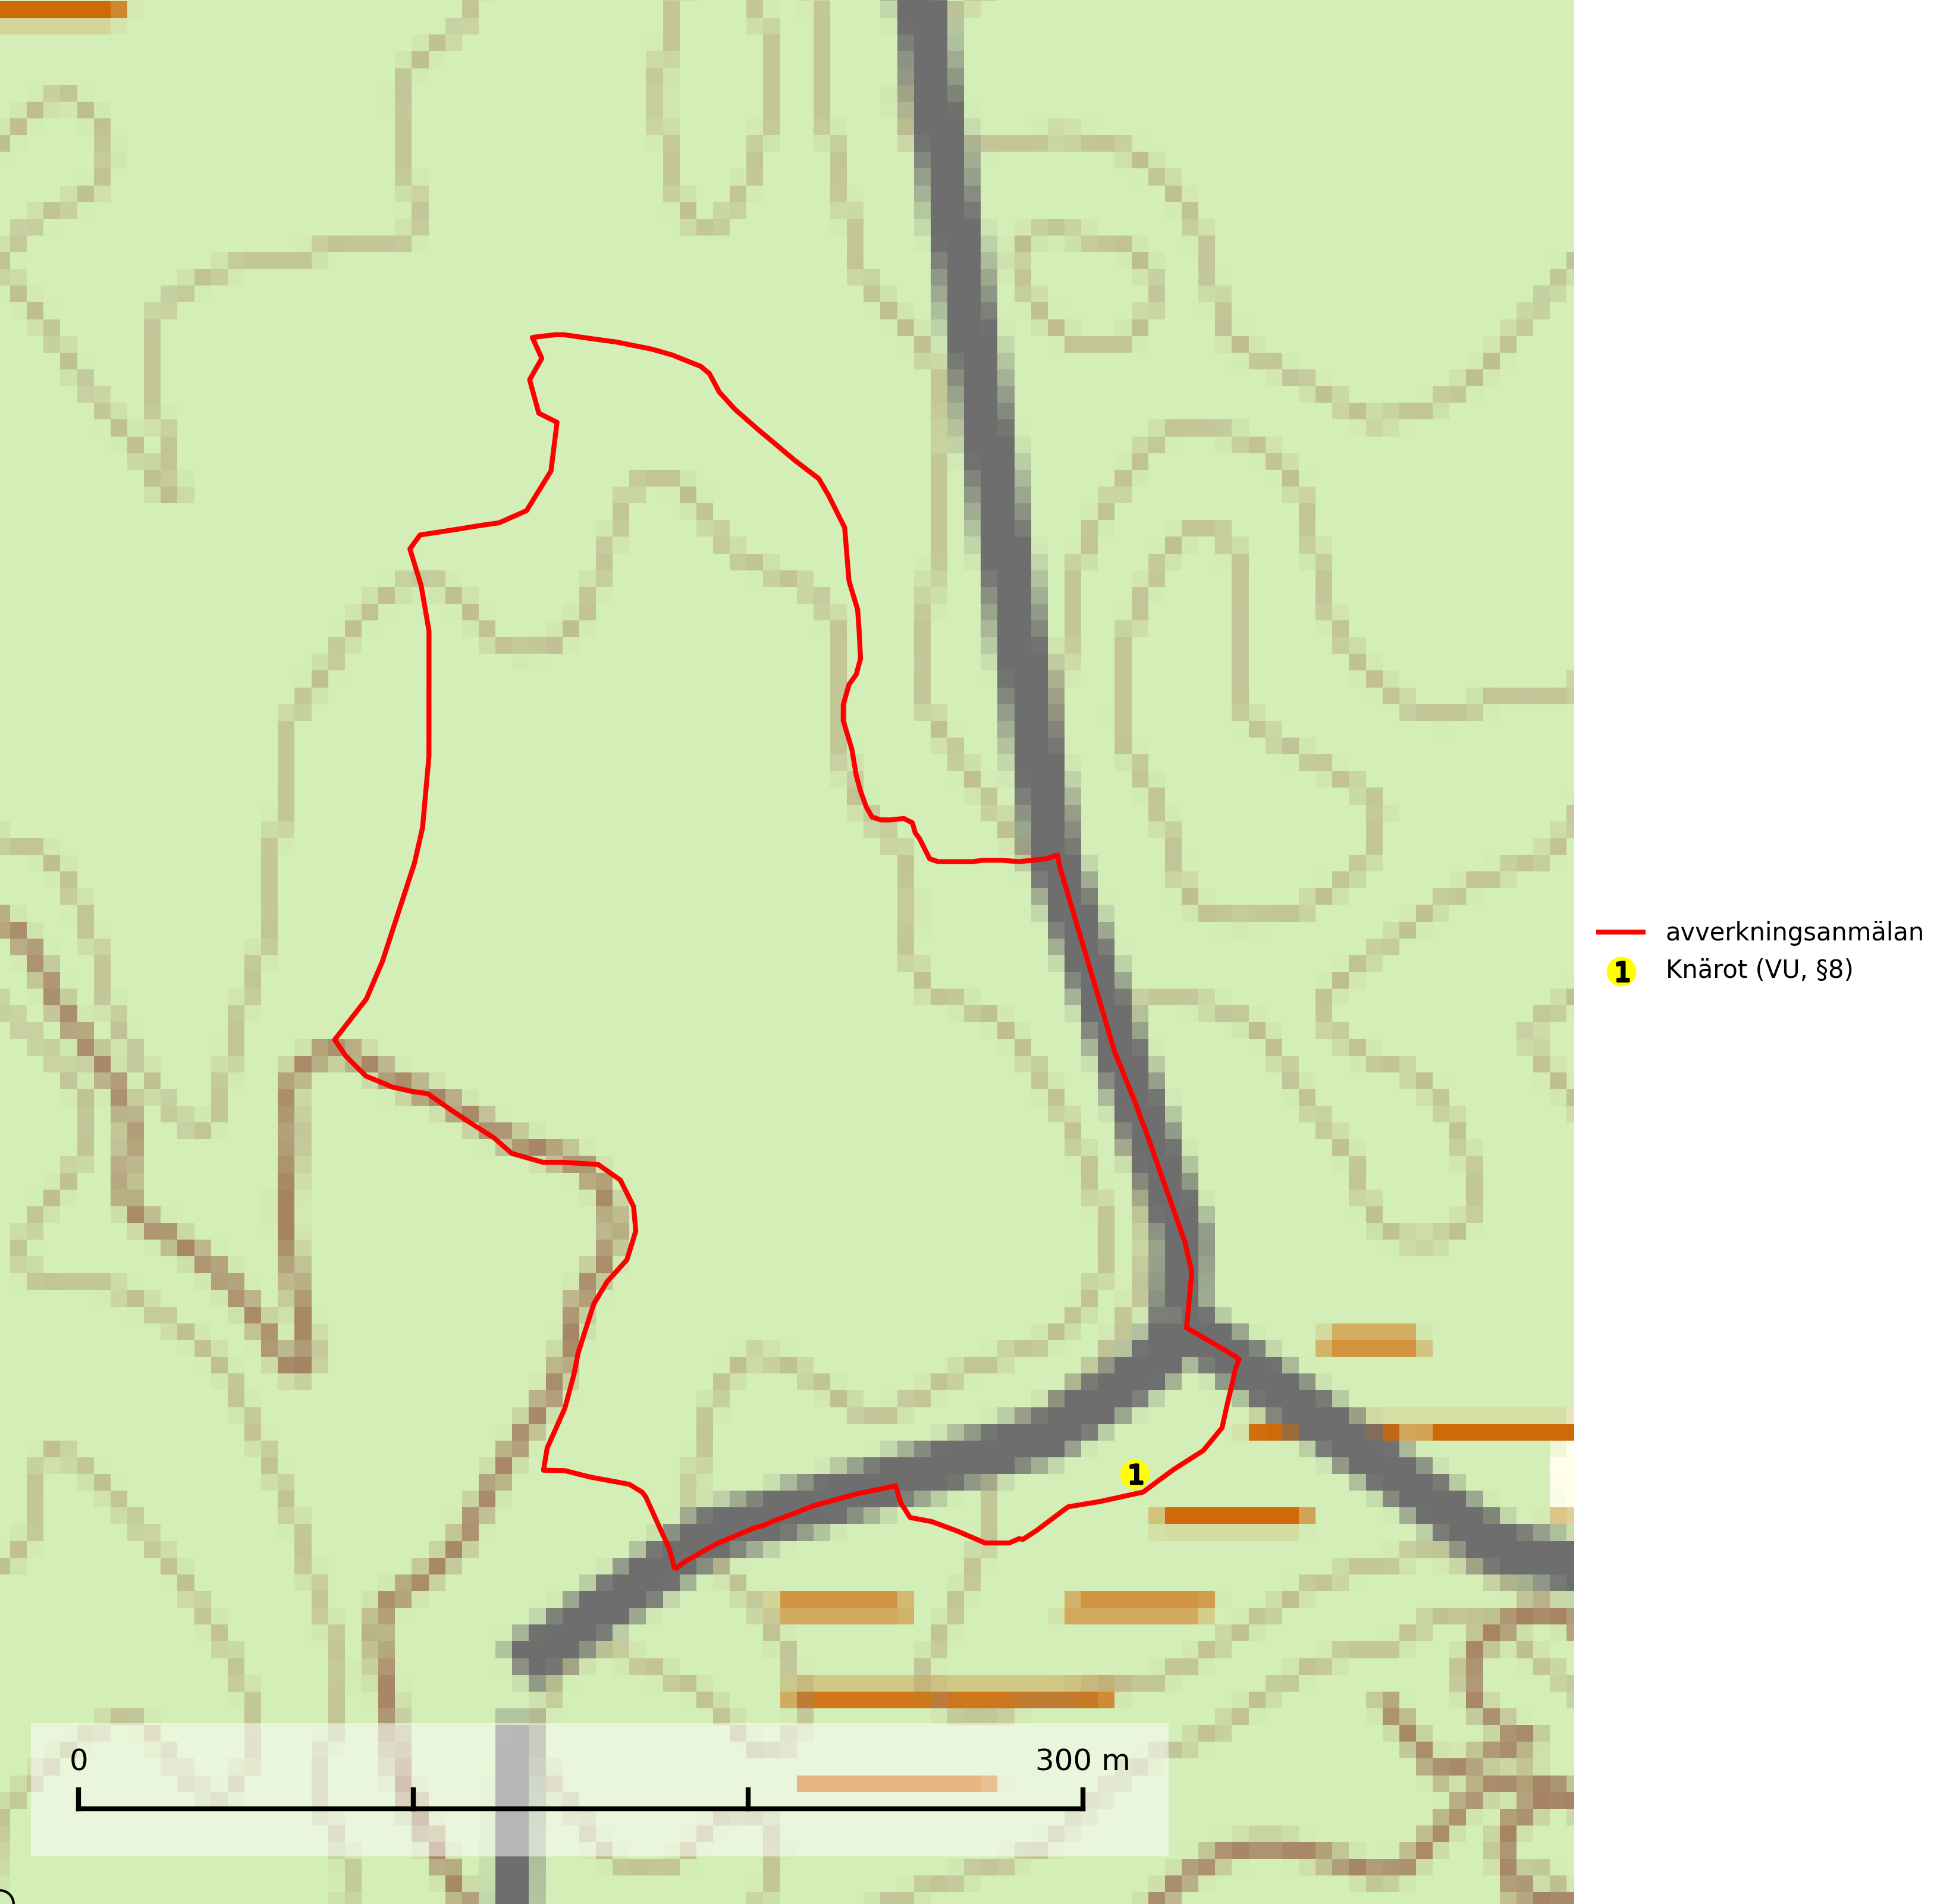 avverkningsanmälan
1 Knärot (VU, §8)
1
0 300 m